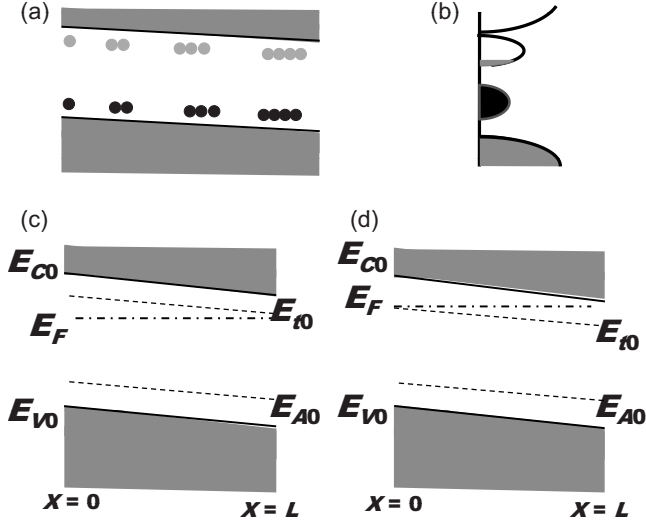 (a)
(b)
(c)
E_C0
E_F
E_t0
E_V0
E_A0
X = 0
X = L
(d)
E_C0
E_F
E_t0
E_V0
E_A0
X = 0
X = L